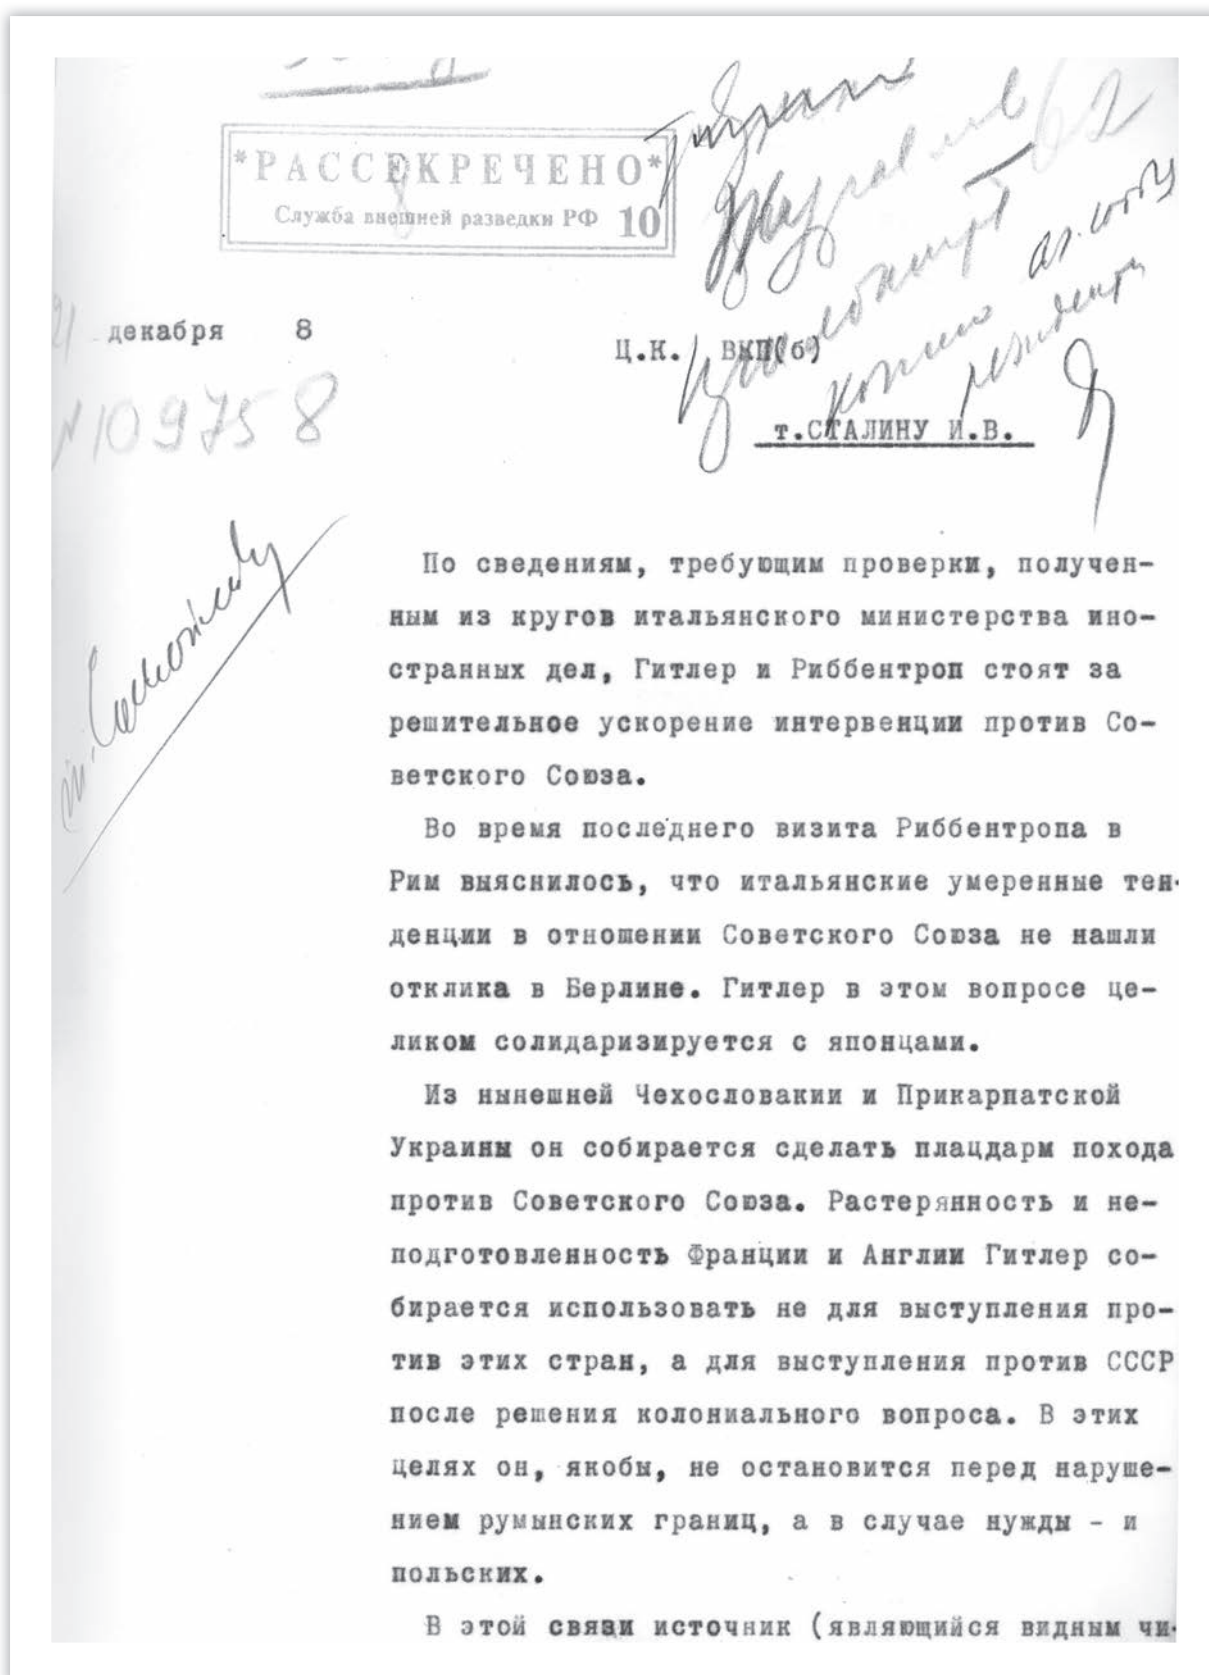 *РАССЕКРЕЧЕНО*
Служба внешней разведки РФ 10
62
21 декабря 8
Ц.К. ВКП(б)
N109758
т.СТАЛИНУ И.В.
По сведениям, требующим проверки, получен-
ным из кругов итальянского министерства ино-
странных дел, Гитлер и Риббентроп стоят за
решительное ускорение интервенции против Со-
ветского Союза.
Во время последнего визита Риббентропа в
Рим выяснилось, что итальянские умеренные тен-
денции в отношении Советского Союза не нашли
отклика в Берлине. Гитлер в этом вопросе це-
ликом солидаризируется с японцами.
Из нынешней Чехословакии и Прикарпатской
Украины он собирается сделать плацдарм похода
против Советского Союза. Растерянность и не-
подготовленность Франции и Англии Гитлер со-
бирается использовать не для выступления про-
тив этих стран, а для выступления против СССР
после решения колониального вопроса. В этих
целях он, якобы, не остановится перед наруше-
нием румынских границ, а в случае нужды - и
польских.
В этой связи источник (являющийся видным чи-